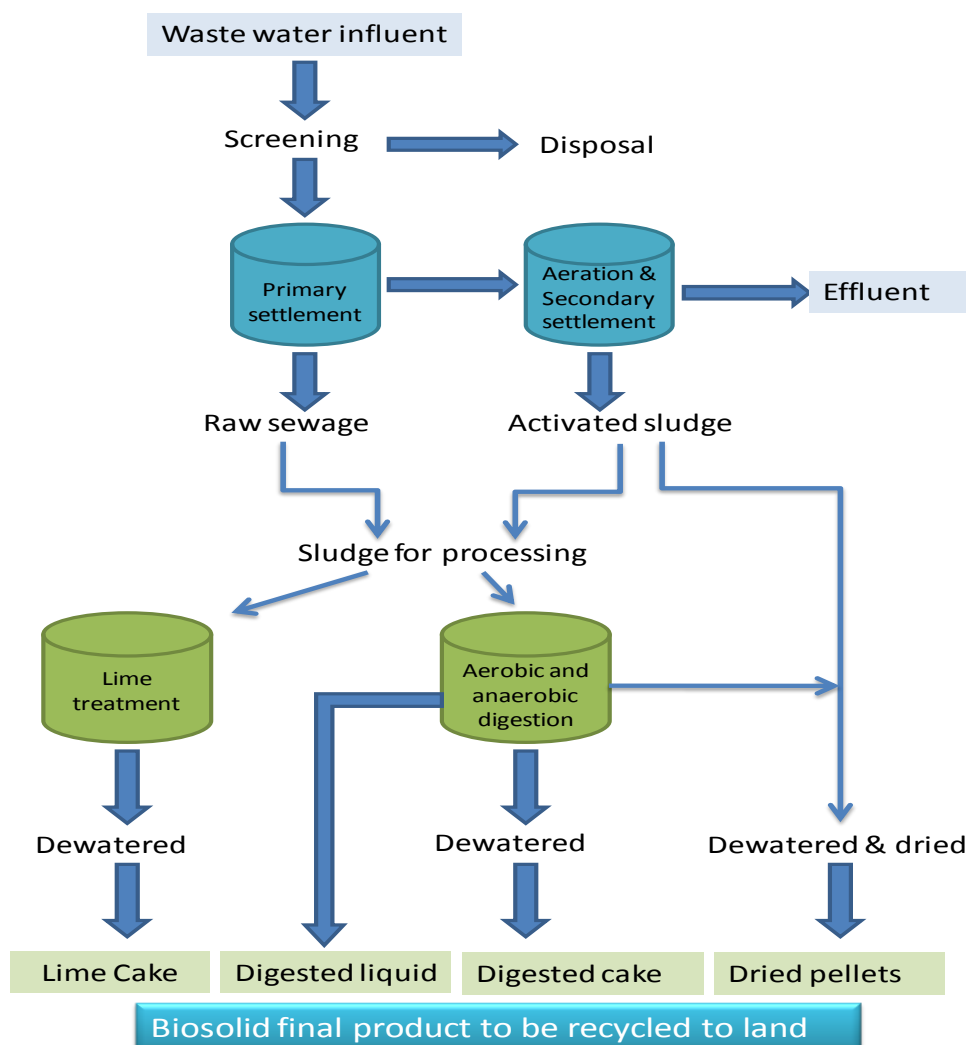 Waste water influent
Screening
Disposal
Primary
settlement
Aeration &
Secondary
settlement
Effluent
Raw sewage
Activated sludge
Sludge for processing
Lime
treatment
Aerobic and
anaerobic
digestion
Dewatered
Dewatered
Dewatered & dried
Lime Cake
Digested liquid
Digested cake
Dried pellets
Biosolid final product to be recycled to land